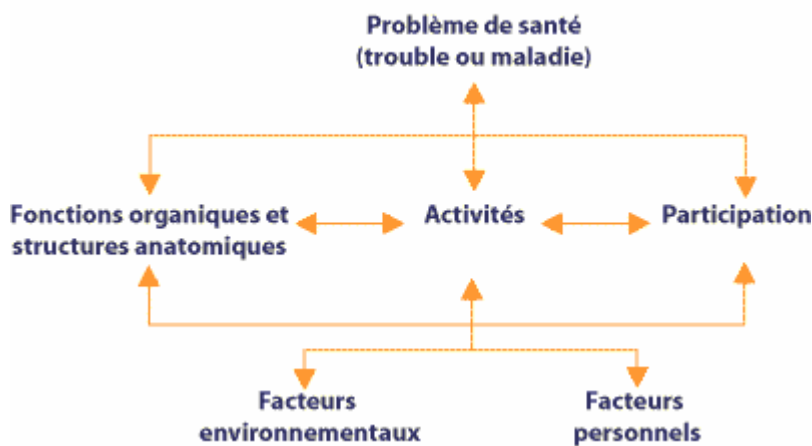 Problème de santé
(trouble ou maladie)
Fonctions organiques et
structures anatomiques
Activités
Participation
Facteurs
environnementaux
Facteurs
personnels